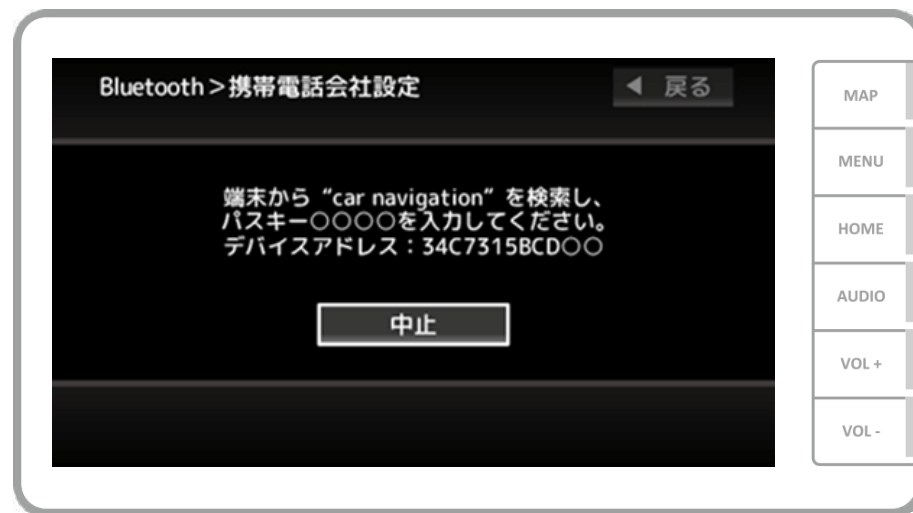 Bluetooth>携帯電話会社設定
◀ 戻る
端末から“car navigation”を検索し、
パスキー○○○○を入力してください。
デバイスアドレス：34C7315BCD○○
中止
MAP
MENU
HOME
AUDIO
VOL +
VOL -